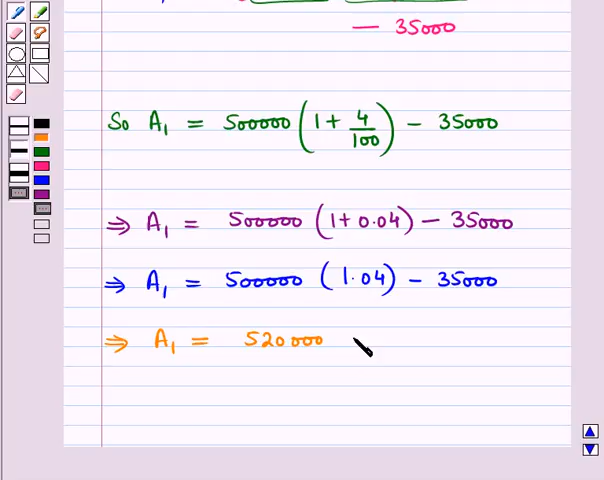 — 35000
So A₁ = 500000 (1 + 4/100) – 35000
⇒ A₁ = 500000 (1 + 0.04) – 35000
⇒ A₁ = 500000 (1.04) – 35000
⇒ A₁ = 520000